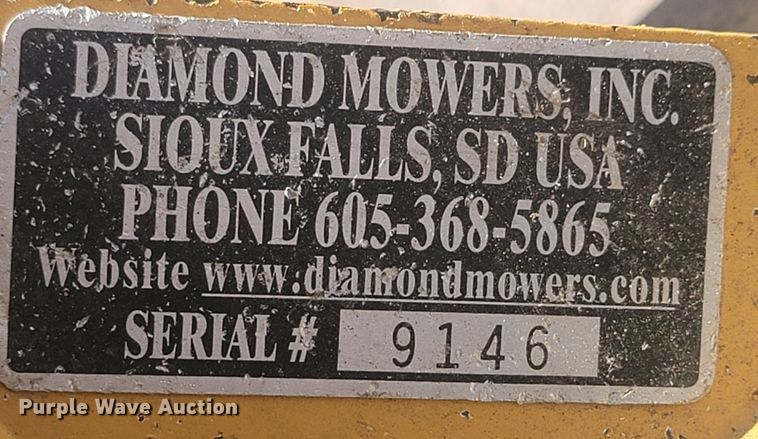 DIAMOND MOWERS, INC.
SIOUX FALLS, SD USA
PHONE 605-368-5865
Website www.diamondmowers.com
SERIAL # 9146
Purple Wave Auction